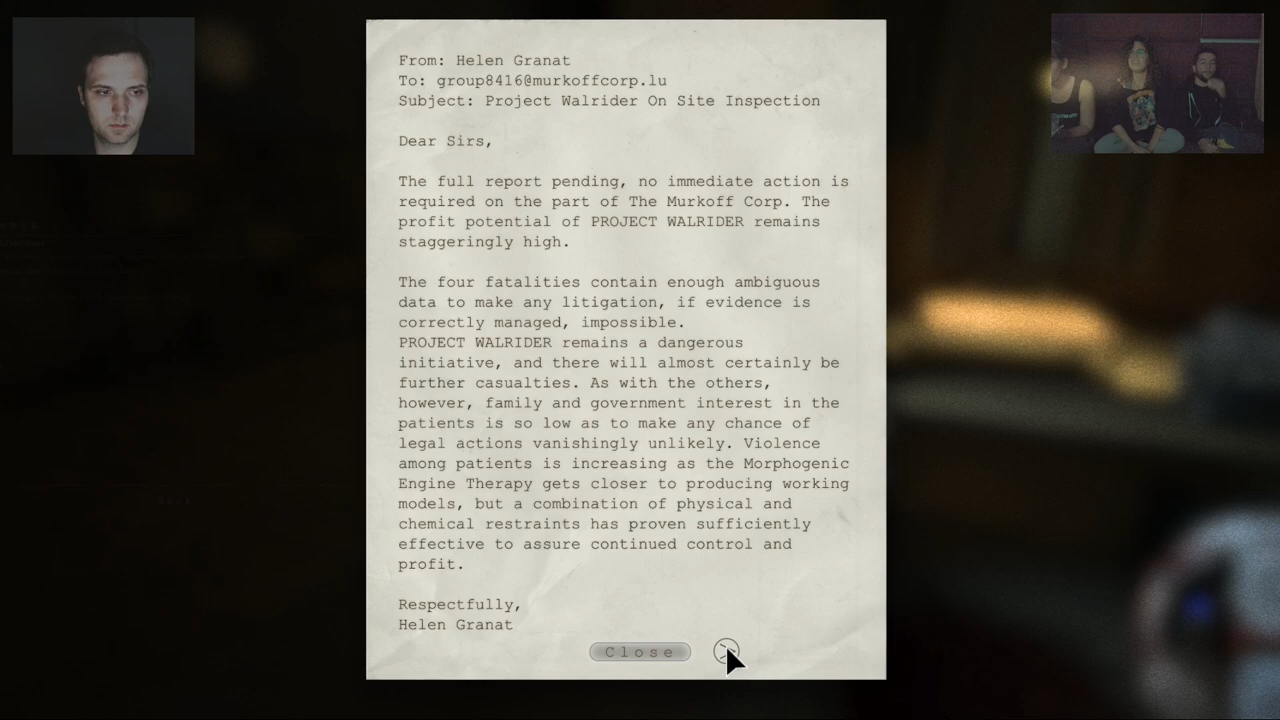 From: Helen Granat
To: group8416@murkoffcorp.lu
Subject: Project Walrider On Site Inspection
Dear Sirs,
The full report pending, no immediate action is
required on the part of The Murkoff Corp. The
profit potential of PROJECT WALRIDER remains
staggeringly high.
The four fatalities contain enough ambiguous
data to make any litigation, if evidence is
correctly managed, impossible.
PROJECT WALRIDER remains a dangerous
initiative, and there will almost certainly be
further casualties. As with the others,
however, family and government interest in the
patients is so low as to make any chance of
legal actions vanishingly unlikely. Violence
among patients is increasing as the Morphogenic
Engine Therapy gets closer to producing working
models, but a combination of physical and
chemical restraints has proven sufficiently
effective to assure continued control and
profit.
Respectfully,
Helen Granat
Close